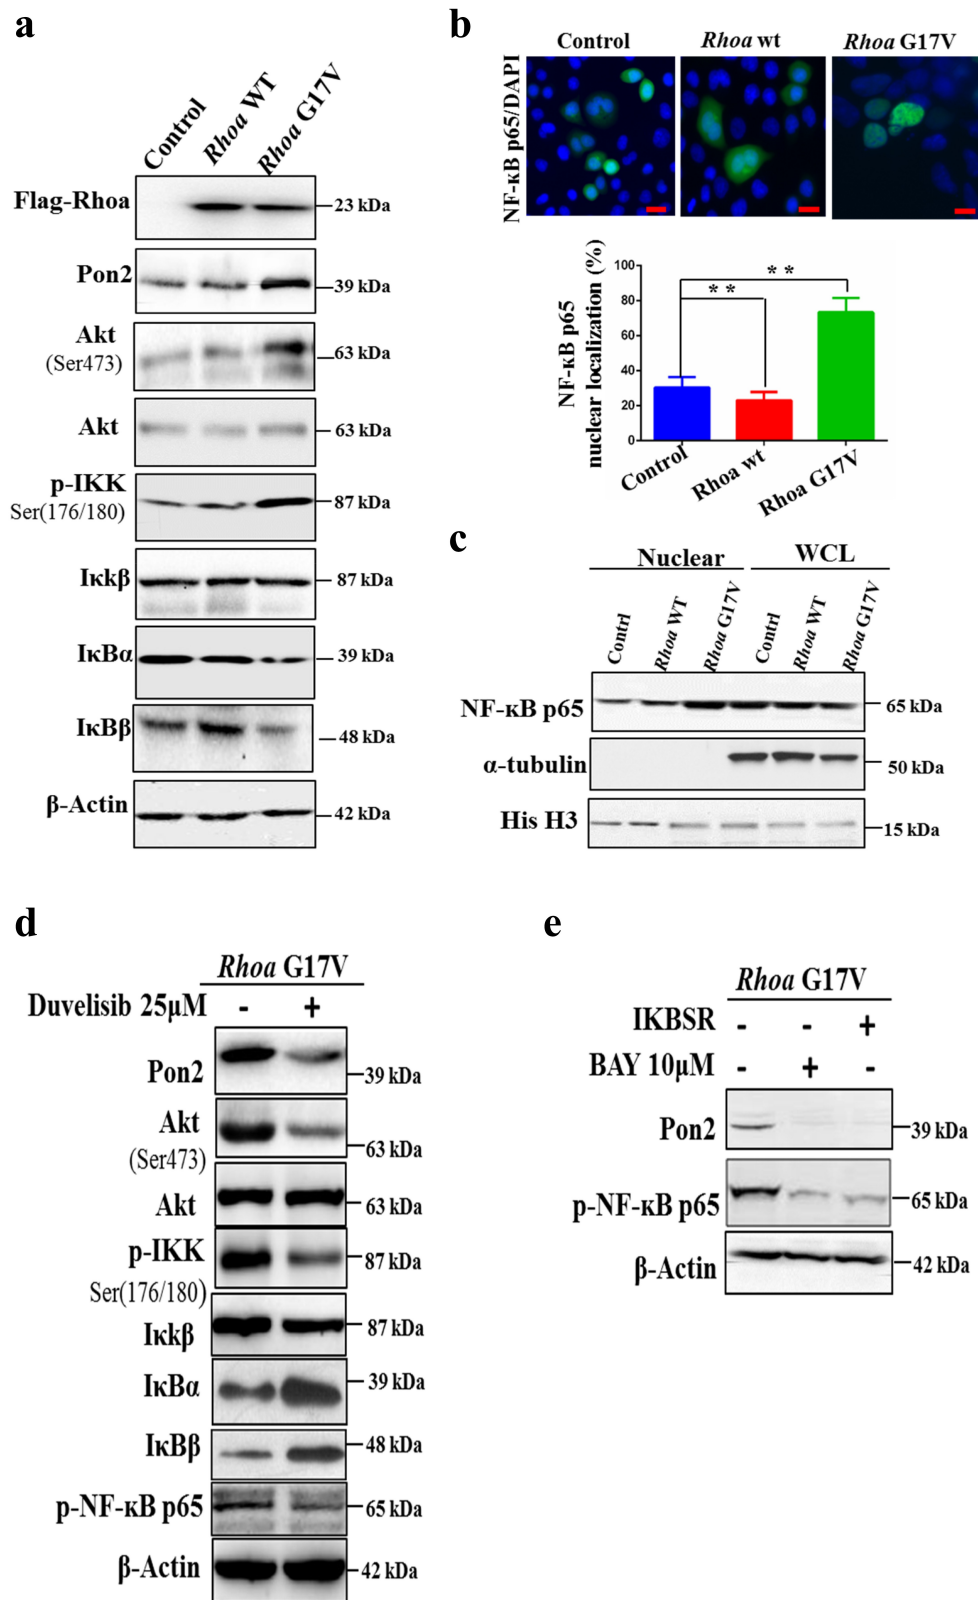 a
Control
Rhoa WT
Rhoa G17V
Flag-Rhoa
23 kDa
Pon2
39 kDa
Akt
(Ser473)
63 kDa
Akt
63 kDa
p-IKK
Ser(176/180)
87 kDa
Iκkβ
87 kDa
IκBα
39 kDa
IκBβ
48 kDa
β-Actin
42 kDa
b
Control
Rhoa wt
Rhoa G17V
NF-κB p65/DAPI
NF-κB p65
nuclear localization (%)
100
80
60
40
20
0
* *
* *
Control
Rhoa wt
Rhoa G17V
c
Nuclear
WCL
Contrl
Rhoa WT
Rhoa G17V
Contrl
Rhoa WT
Rhoa G17V
NF-κB p65
65 kDa
α-tubulin
50 kDa
His H3
15 kDa
d
Rhoa G17V
Duvelisib 25μM - +
Pon2
39 kDa
Akt
(Ser473)
63 kDa
Akt
63 kDa
p-IKK
Ser(176/180)
87 kDa
Iκkβ
87 kDa
IκBα
39 kDa
IκBβ
48 kDa
p-NF-κB p65
65 kDa
β-Actin
42 kDa
e
Rhoa G17V
IKBSR - - +
BAY 10μM - + -
Pon2
39 kDa
p-NF-κB p65
65 kDa
β-Actin
42 kDa